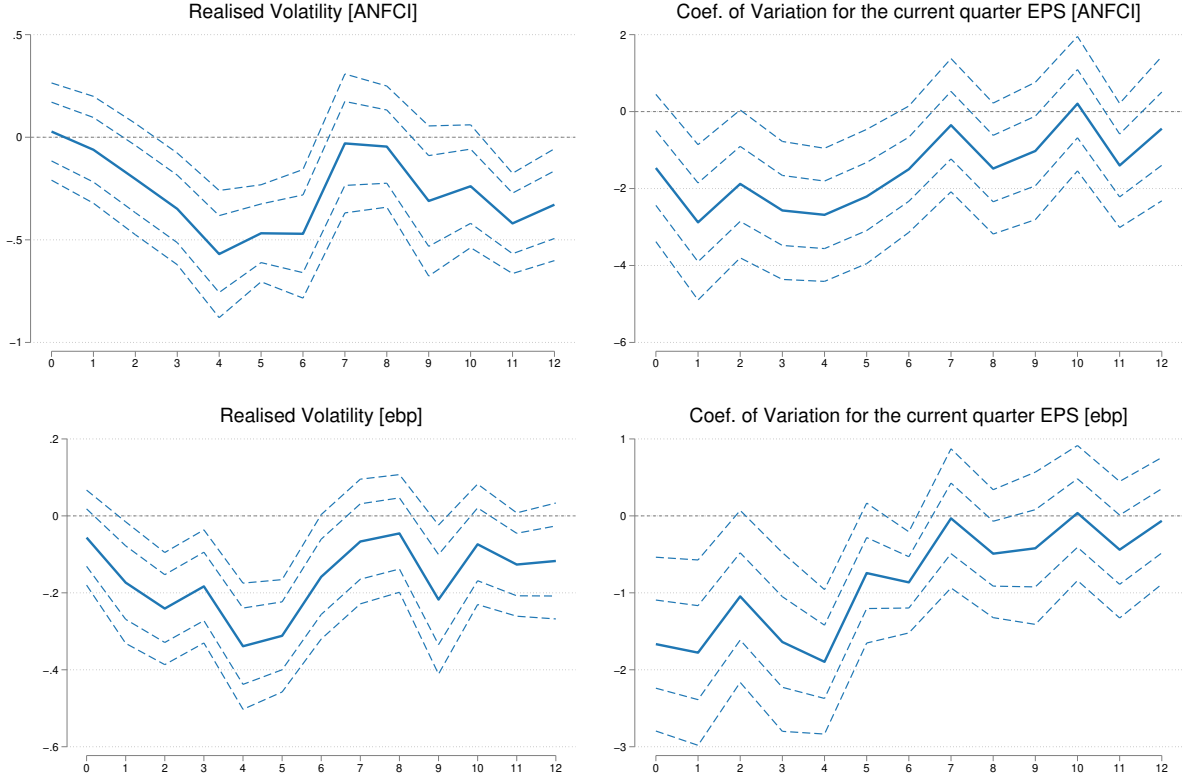 Realised Volatility [ANFCI]
.5
0
−.5
−1
0 1 2 3 4 5 6 7 8 9 10 11 12
Coef. of Variation for the current quarter EPS [ANFCI]
2
0
−2
−4
−6
0 1 2 3 4 5 6 7 8 9 10 11 12
Realised Volatility [ebp]
.2
0
−.2
−.4
−.6
0 1 2 3 4 5 6 7 8 9 10 11 12
Coef. of Variation for the current quarter EPS [ebp]
1
0
−1
−2
−3
0 1 2 3 4 5 6 7 8 9 10 11 12